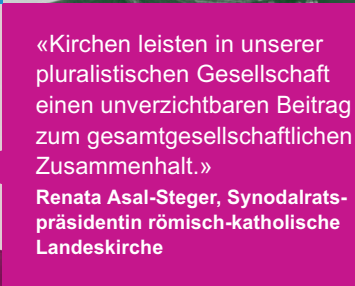 «Kirchen leisten in unserer
pluralistischen Gesellschaft
einen unverzichtbaren Beitrag
zum gesamtgesellschaftlichen
Zusammenhalt.»
Renata Asal-Steger, Synodalrats-
präsidentin römisch-katholische
Landeskirche